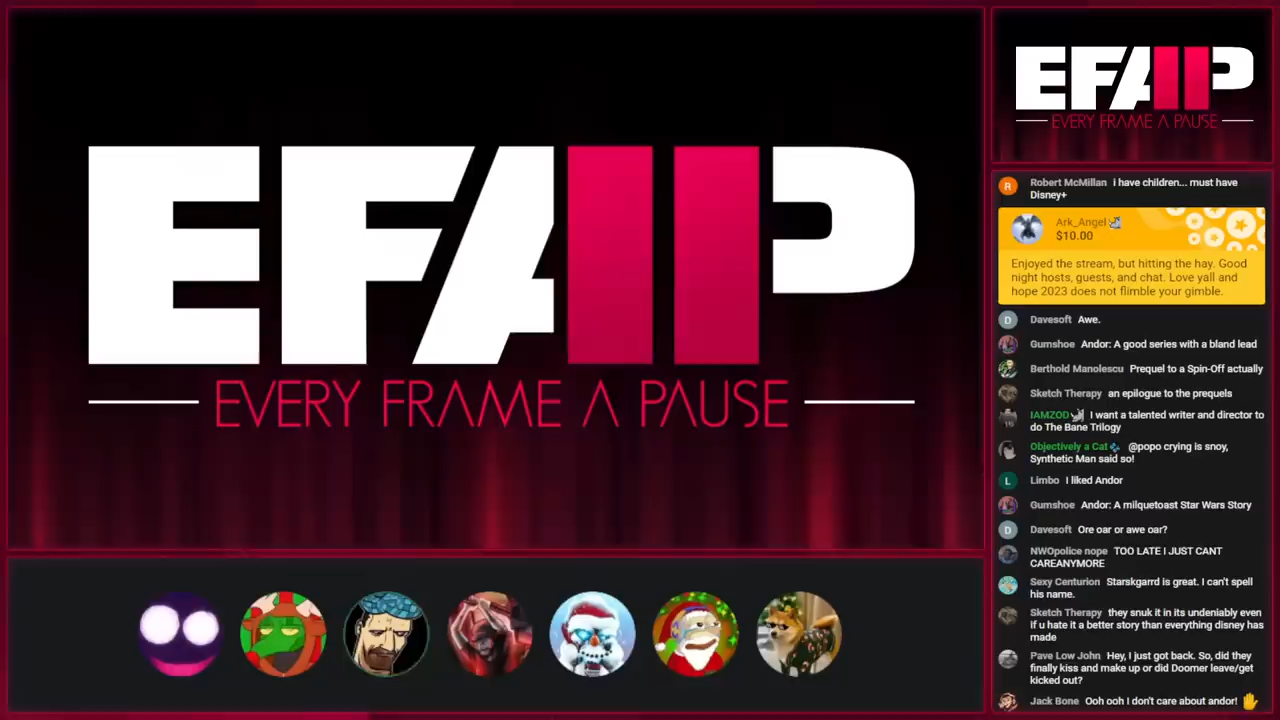 EFAP
EVERY FRAME A PAUSE
EFAP
EVERY FRAME A PAUSE
R
Robert McMillan i have children... must have
Disney+
Ark_Angel
$10.00
Enjoyed the stream, but hitting the hay. Good
night hosts, guests, and chat. Love yall and
hope 2023 does not flimble your gimble.
D
Davesoft Awe.
Gumshoe Andor: A good series with a bland lead
Berthold Manolescu Prequel to a Spin-Off actually
Sketch Therapy an epilogue to the prequels
IAMZOD I want a talented writer and director to
do The Bane Trilogy
Objectively a Cat @popo crying is snoy,
Synthetic Man said so!
L
Limbo I liked Andor
Gumshoe Andor: A milquetoast Star Wars Story
D
Davesoft Ore oar or awe oar?
NWOpolice nope TOO LATE I JUST CANT
CAREANYMORE
Sexy Centurion Starskgarrd is great. I can't spell
his name.
Sketch Therapy they snuk it in its undeniably even
if u hate it a better story than everything disney has
made
Pave Low John Hey, I just got back. So, did they
finally kiss and make up or did Doomer leave/get
kicked out?
Jack Bone Ooh ooh I don't care about andor!